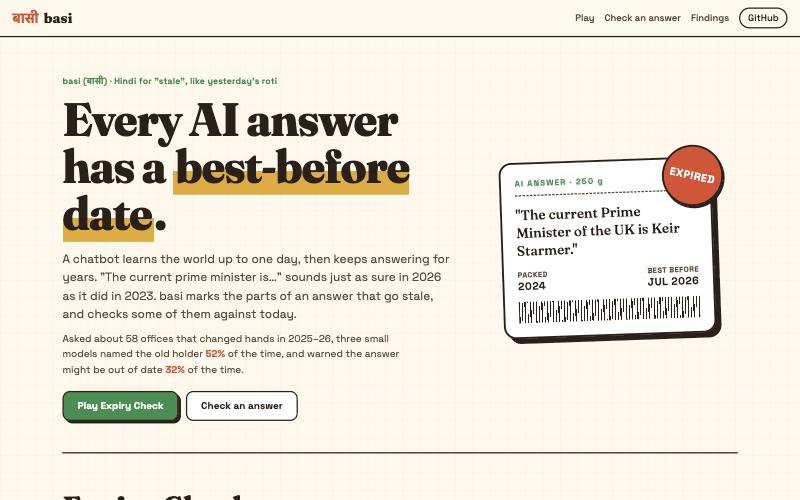 बासी basi
Play Check an answer Findings GitHub
basi (बासी) · Hindi for "stale", like yesterday's roti
Every AI answer
has a best-before
date.
A chatbot learns the world up to one day, then keeps answering for
years. "The current prime minister is…" sounds just as sure in 2026
as it did in 2023. basi marks the parts of an answer that go stale,
and checks some of them against today.
Asked about 58 offices that changed hands in 2025–26, three small
models named the old holder 52% of the time, and warned the answer
might be out of date 32% of the time.
Play Expiry Check Check an answer
AI ANSWER · 250 g
EXPIRED
"The current Prime
Minister of the UK is Keir
Starmer."
PACKED BEST BEFORE
2024 JUL 2026